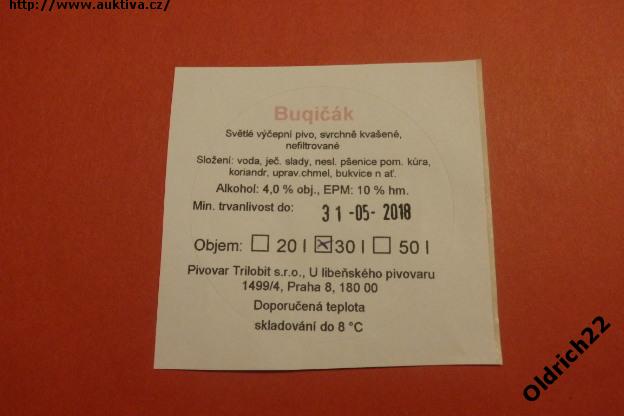 http://www.auktiva.cz/
Buqičák
Světlé výčepní pivo, svrchně kvašené,
nefiltrované
Složení: voda, ječ. slady, nesl. pšenice pom. kůra,
koriandr, uprav.chmel, bukvice n ať.
Alkohol: 4,0 % obj., EPM: 10 % hm.
Min. trvanlivost do: 31-05-2018
Objem: 20 l 30 l 50 l
Pivovar Trilobit s.r.o., U libeňského pivovaru
1499/4, Praha 8, 180 00
Doporučená teplota
skladování do 8 °C
Oldrich22